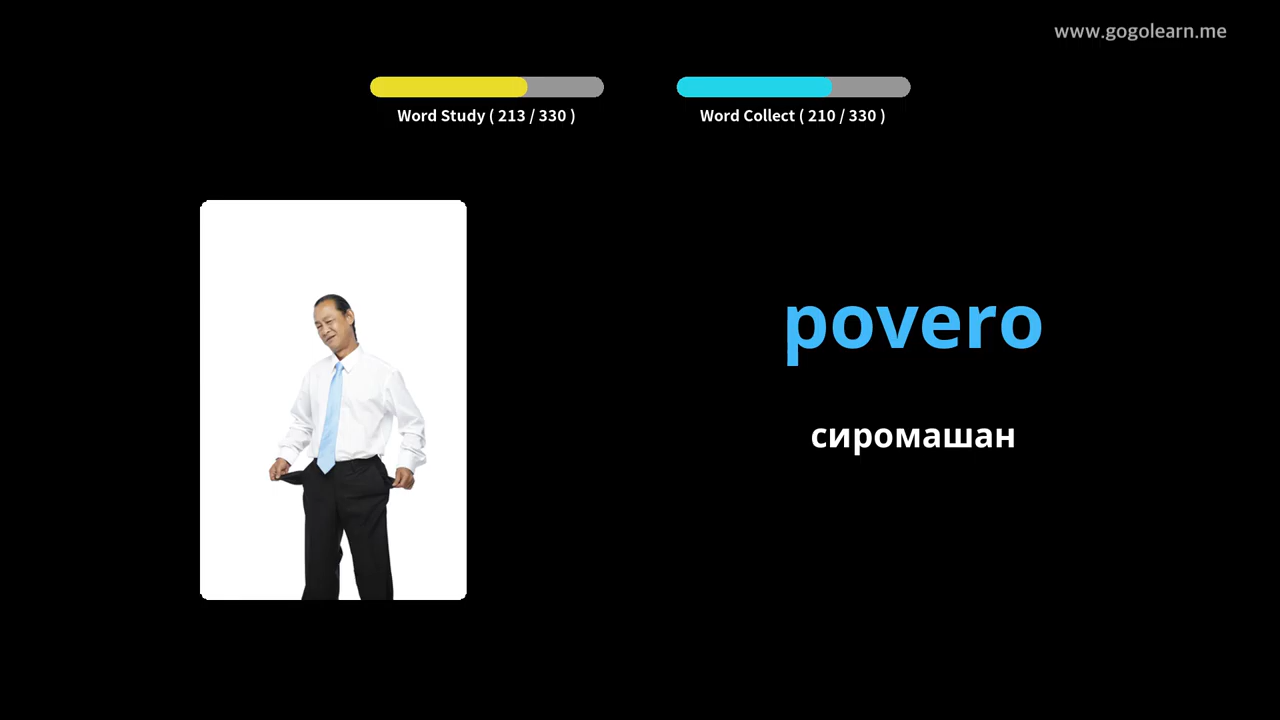 www.gogolearn.me
Word Study ( 213 / 330 )
Word Collect ( 210 / 330 )
povero
сиромашан